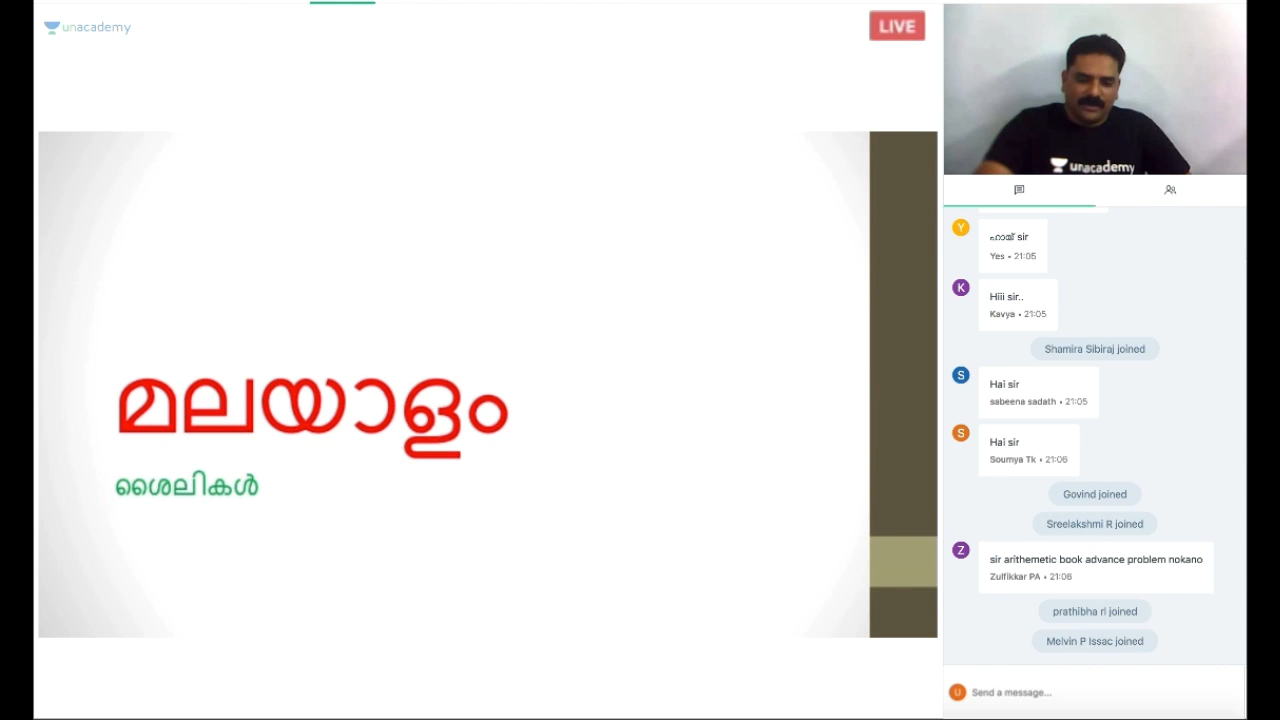 unacademy
LIVE
മലയാളം
ശൈലികൾ
unacademy
ഹായ് sir
Yes • 21:05
Hiii sir..
Kavya • 21:05
Shamira Sibiraj joined
Hai sir
sabeena sadath • 21:05
Hai sir
Soumya Tk • 21:06
Govind joined
Sreelakshmi R joined
sir arithemetic book advance problem nokano
Zulfikkar PA • 21:06
prathibha rl joined
Melvin P Issac joined
Send a message...
Y
K
S
S
Z
U